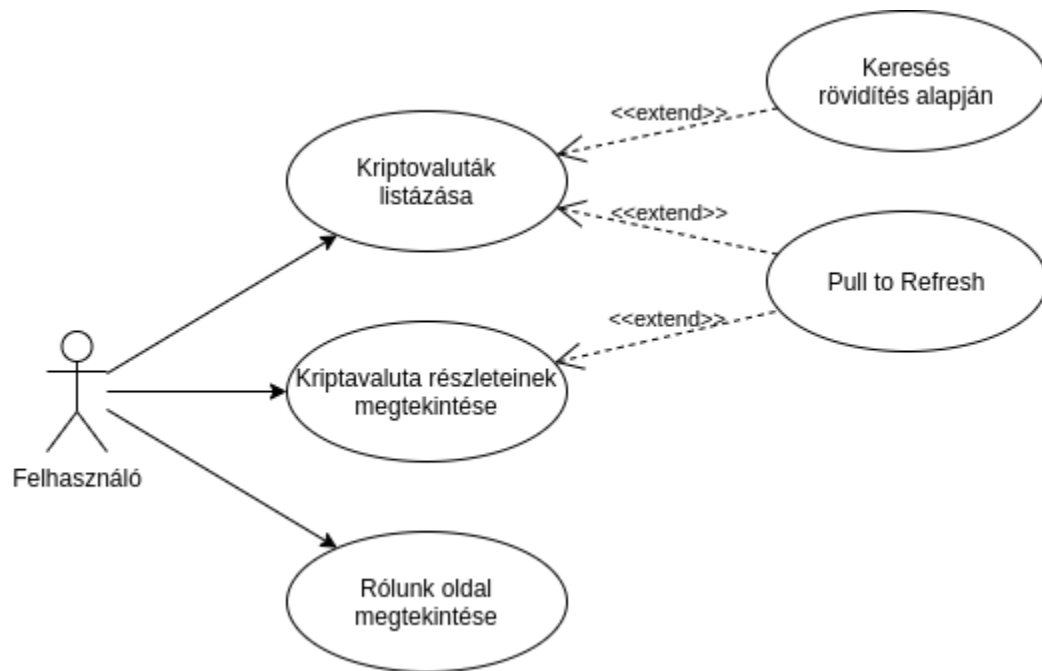 Keresés
rövidítés alapján
<<extend>>
Kriptovaluták
listázása
<<extend>>
Pull to Refresh
<<extend>>
Kriptavaluta részleteinek
megtekintése
Felhasználó
Rólunk oldal
megtekintése